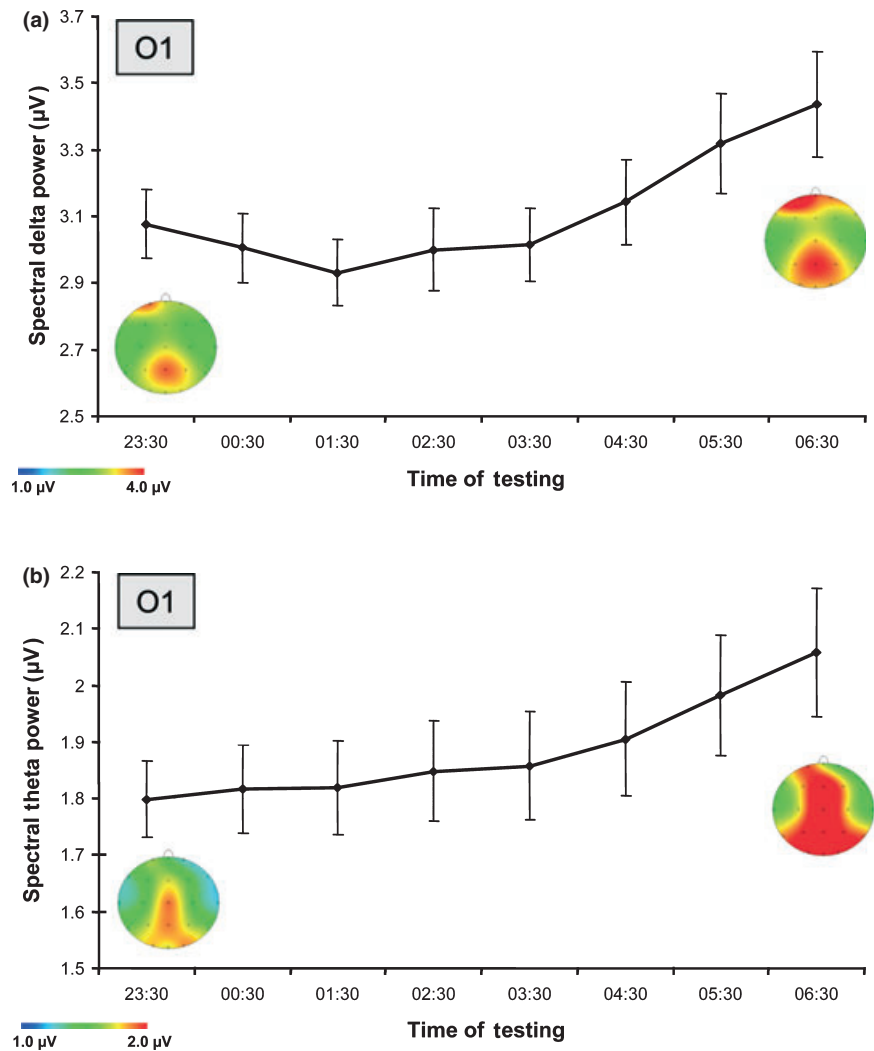 (a)
O1
Spectral delta power (µV)
3.7
3.5
3.3
3.1
2.9
2.7
2.5
23:30 00:30 01:30 02:30 03:30 04:30 05:30 06:30
Time of testing
1.0 µV 4.0 µV
(b)
O1
Spectral theta power (µV)
2.2
2.1
2
1.9
1.8
1.7
1.6
1.5
23:30 00:30 01:30 02:30 03:30 04:30 05:30 06:30
Time of testing
1.0 µV 2.0 µV